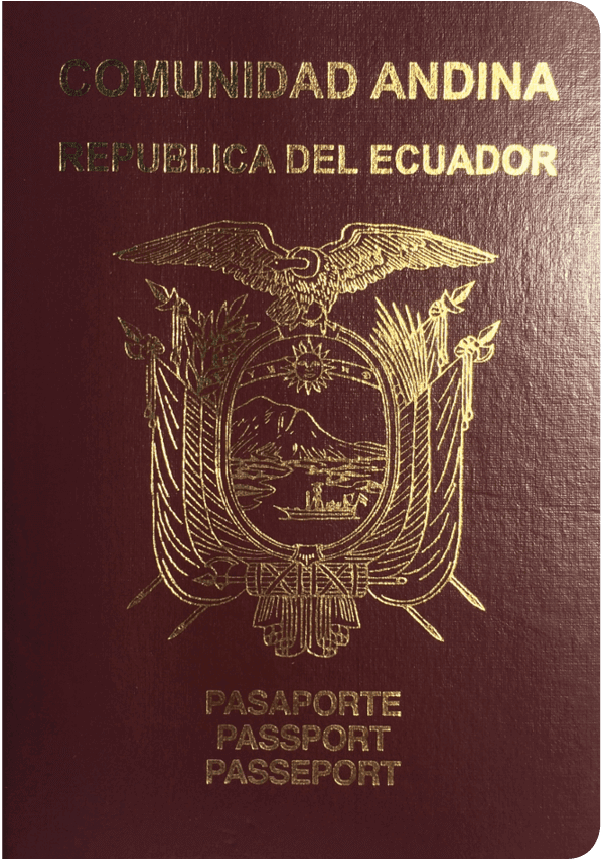 COMUNIDAD ANDINA
REPUBLICA DEL ECUADOR
PASAPORTE
PASSPORT
PASSEPORT